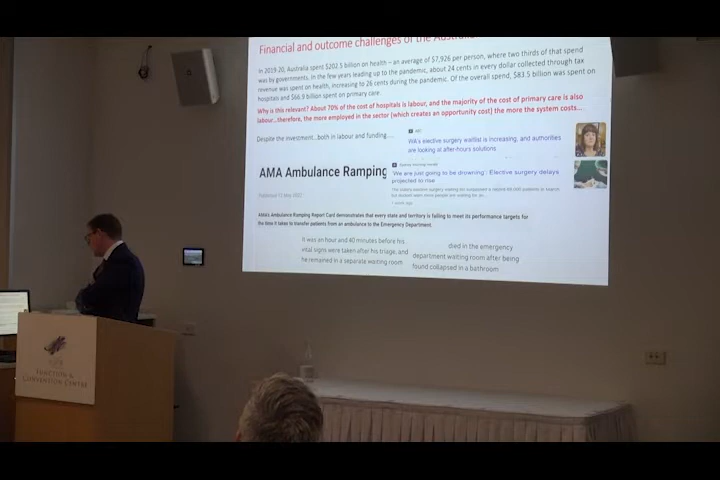 Financial and outcome challenges of the Austral
In 2019-20, Australia spent $202.5 billion on health – an average of $7,926 per person, where two thirds of that spend
was by governments. In the few years leading up to the pandemic, about 24 cents in every dollar collected through tax
revenue was spent on health, increasing to 26 cents during the pandemic. Of the overall spend, $83.5 billion was spent on
hospitals and $66.9 billion spent on primary care.
Why is this relevant? About 70% of the cost of hospitals is labour, and the majority of the cost of primary care is also
labour...therefore, the more employed in the sector (which creates an opportunity cost) the more the system costs...
Despite the investment...both in labour and funding....
WA's elective surgery waitlist is increasing, and authorities
are looking at after-hours solutions
AMA Ambulance Ramping
Sydney Morning Herald
'We are just going to be drowning': Elective surgery delays
projected to rise
AMA's Ambulance Ramping Report Card demonstrates that every state and territory is failing to meet its performance targets for
the time it takes to transfer patients from an ambulance to the Emergency Department.
It was an hour and 40 minutes before his
vital signs were taken after his triage, and
he remained in a separate waiting room
died in the emergency
department waiting room after being
found collapsed in a bathroom
FUNCTION &
CONVENTION CENTRE